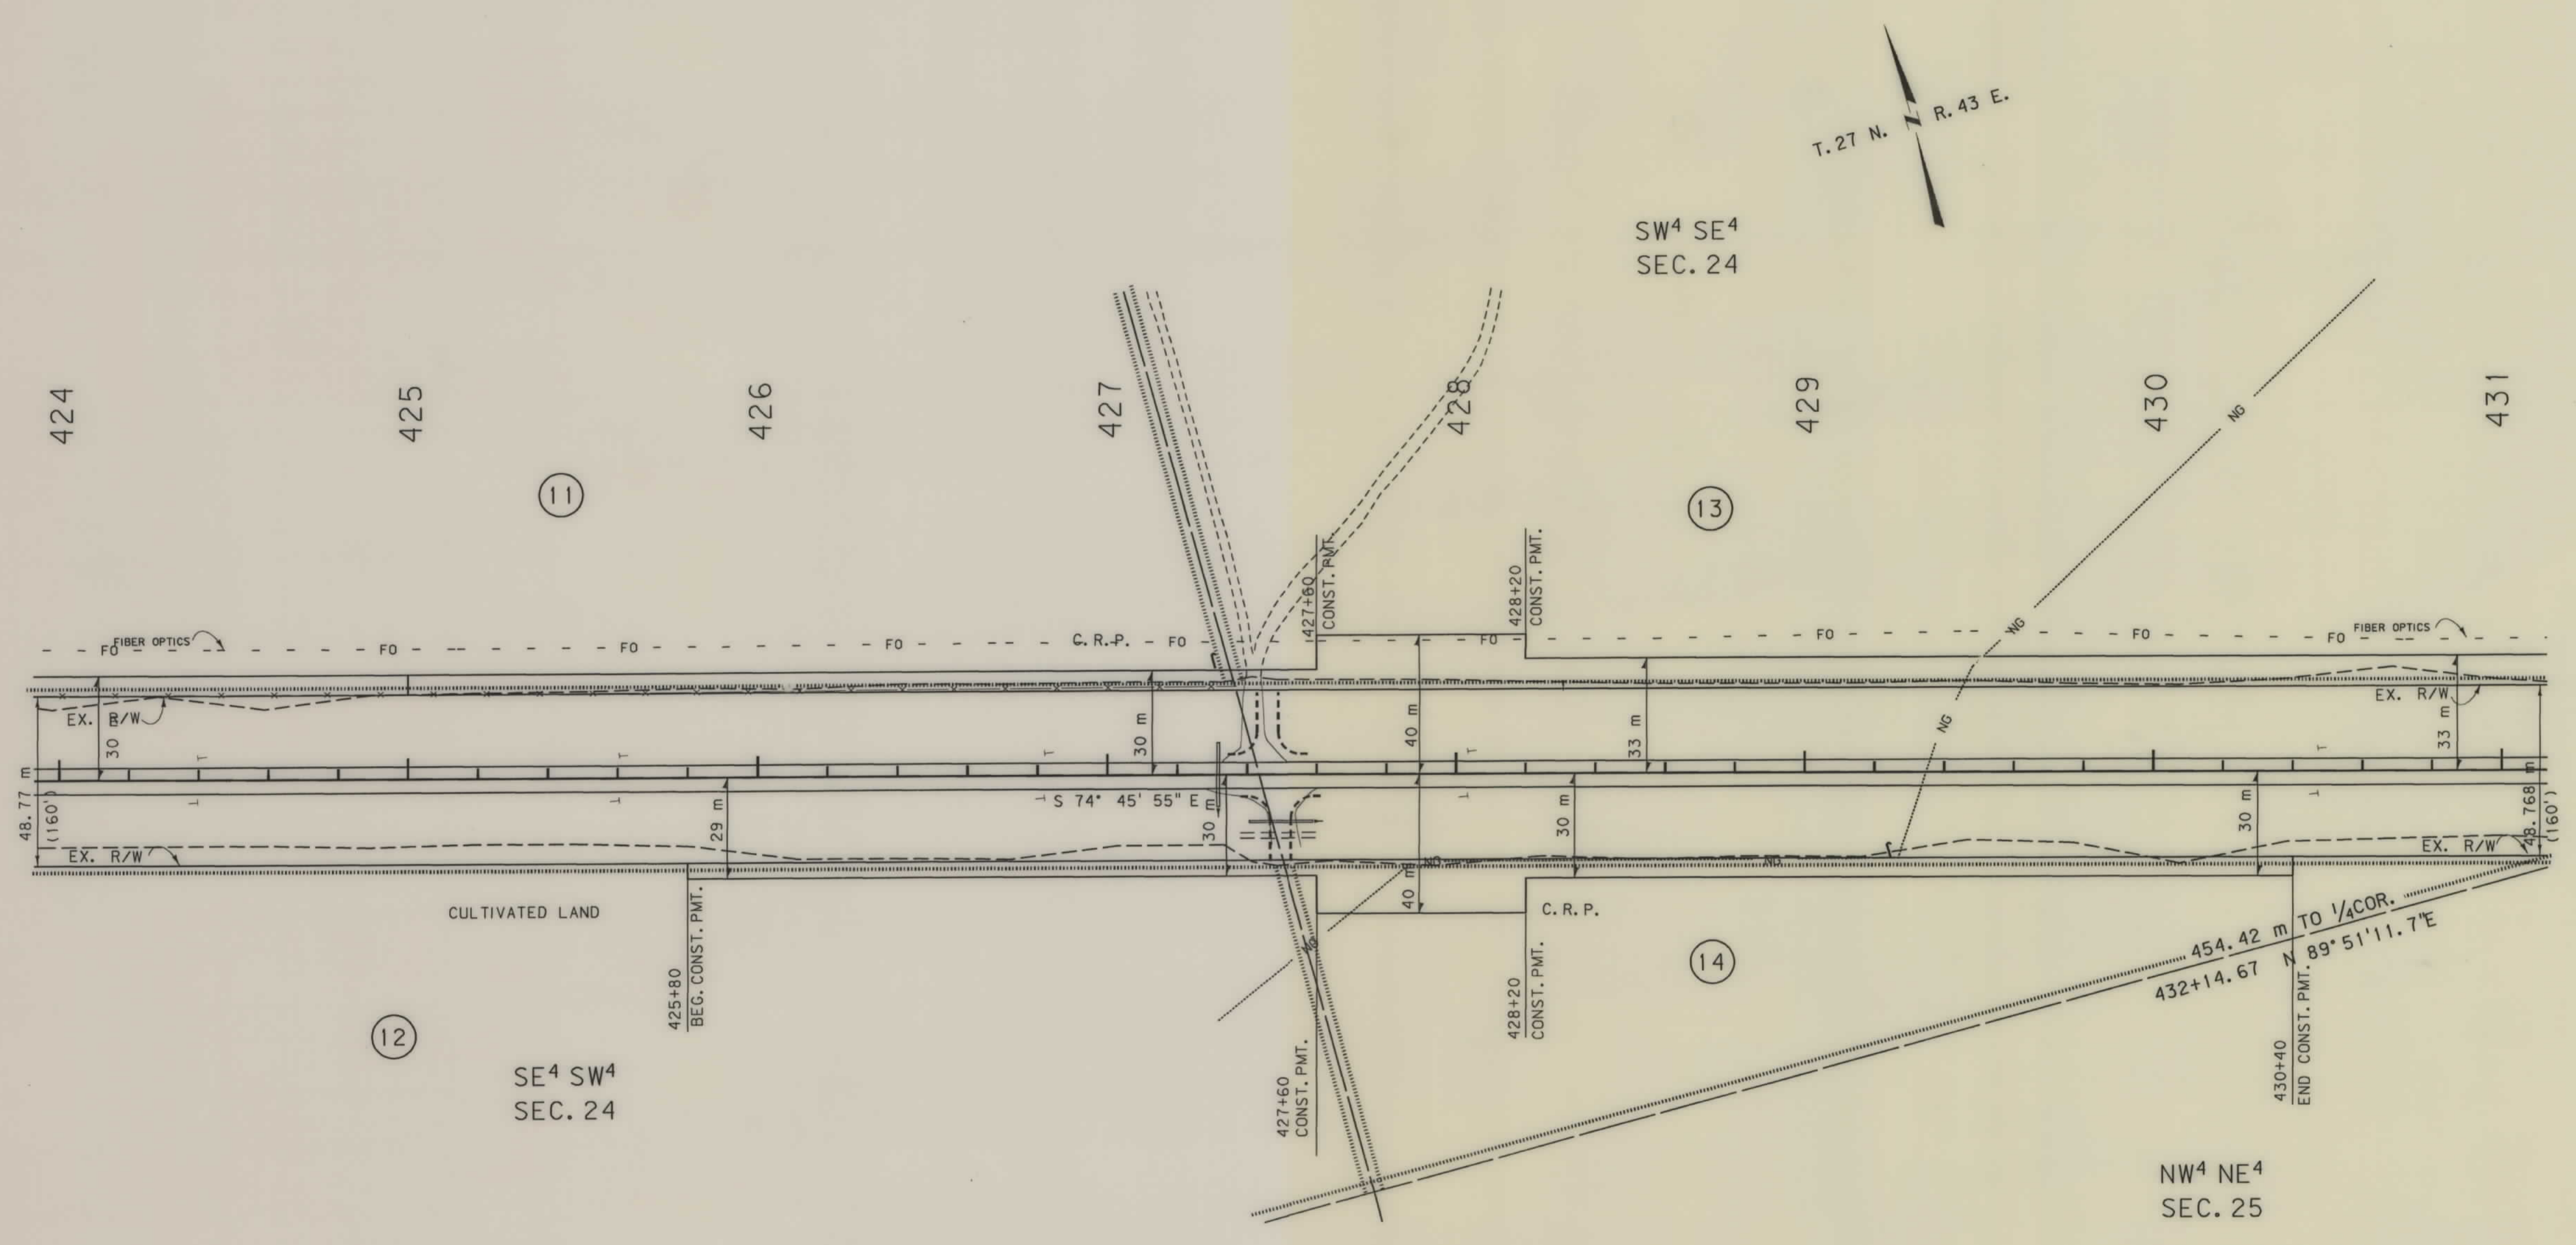 T. 27 N.
R. 43 E.
SW⁴ SE⁴
SEC. 24
424
425
426
427
428
429
430
431
11
13
427+60
CONST. PMT.
428+20
CONST. PMT.
FIBER OPTICS
FO
FO
FO
FO
C.R.P.
FO
FO
FO
FO
FO
FIBER OPTICS
NG
NG
NG
EX. R/W
30 m
30 m
40 m
33 m
EX. R/W
33 m
T
T
T
T
T
48.77 m
(160')
T
T
T
S 74° 45' 55" E
T
T
29 m
30 m
30 m
30 m
48.768 m
(160')
EX. R/W
EX. R/W
NG
NG
40 m
CULTIVATED LAND
C.R.P.
425+80
BEG. CONST. PMT.
NG
427+60
CONST. PMT.
428+20
CONST. PMT.
454.42 m TO 1/4 COR.
432+14.67 N 89° 51' 11.7" E
430+40
END CONST. PMT.
12
14
SE⁴ SW⁴
SEC. 24
NW⁴ NE⁴
SEC. 25